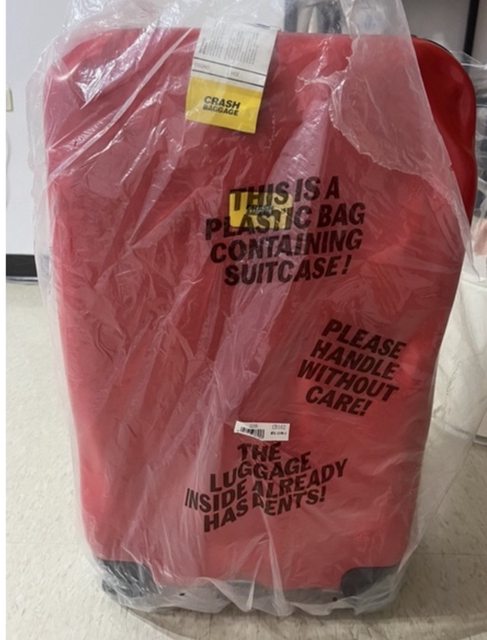 CRASH
BAGGAGE
THIS IS A
PLASTIC BAG
CONTAINING
SUITCASE!
PLEASE
HANDLE
WITHOUT
CARE!
THE
LUGGAGE
INSIDE ALREADY
HAS DENTS!